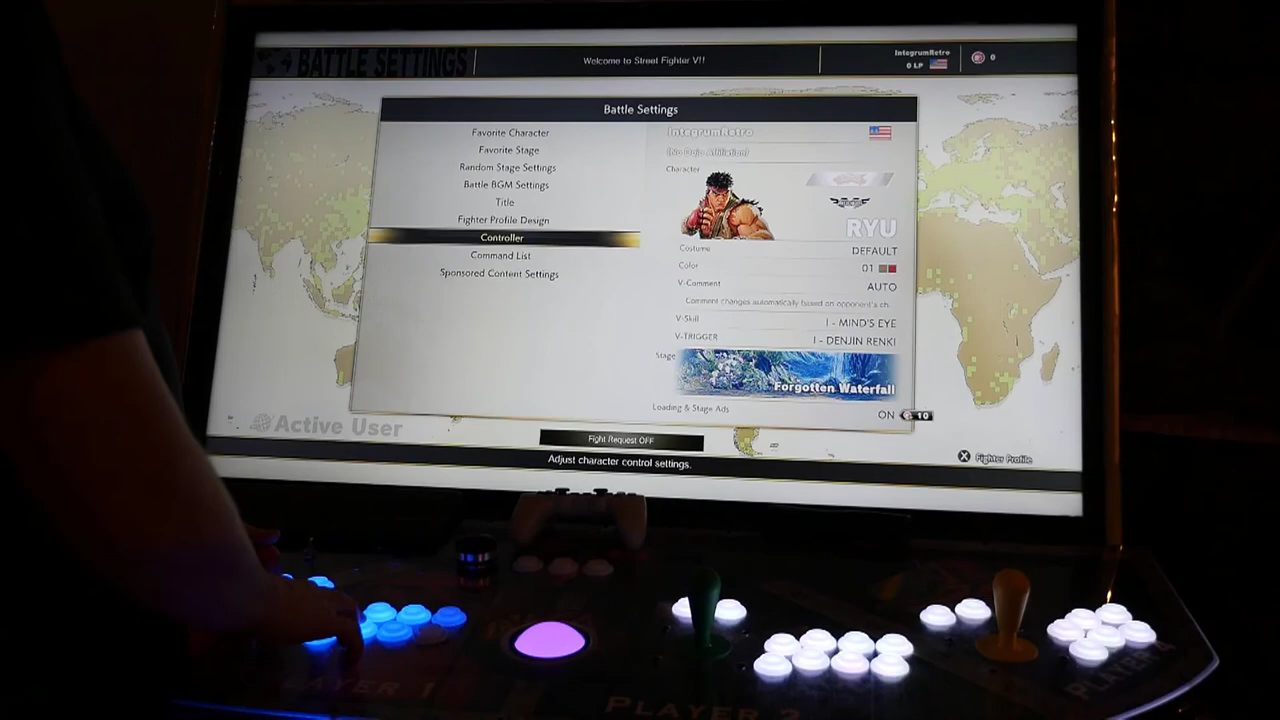 BATTLE SETTINGS
Welcome to Street Fighter V!!
IntegrumRetro
0 LP
0
Battle Settings
Favorite Character
Favorite Stage
Random Stage Settings
Battle BGM Settings
Title
Fighter Profile Design
Controller
Command List
Sponsored Content Settings
IntegrumRetro
(No Dojo Affiliation)
Character
RYU
Costume DEFAULT
Color 01
V-Comment AUTO
Comment changes automatically based on opponent's ch
V-Skill I - MIND'S EYE
V-TRIGGER I - DENJIN RENKI
Stage
Forgotten Waterfall
Loading & Stage Ads ON 10
Active User
Fight Request OFF
X Fighter Profile
Adjust character control settings.
PLAYER 1
PLAYER 2
PLAYER 4